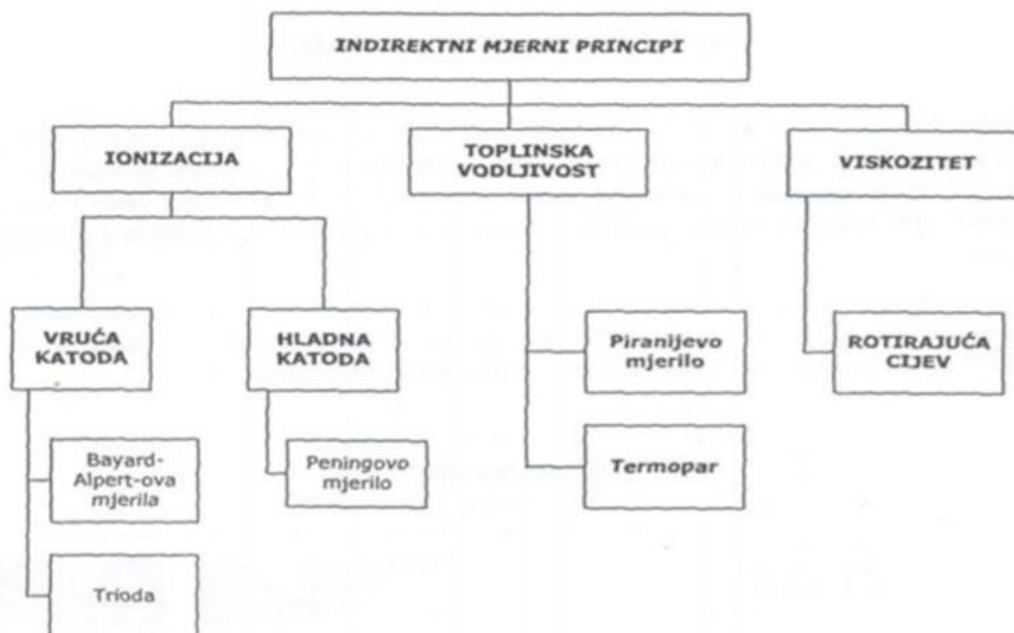 INDIREKTNI MJERNI PRINCIPI
IONIZACIJA
TOPLINSKA
VODLJIVOST
VISKOZITET
VRUĆA
KATODA
HLADNA
KATODA
Piranijevo
mjerilo
ROTIRAJUĆA
CIJEV
Bayard-
Alpert-ova
mjerila
Peningovo
mjerilo
Termopar
Trioda